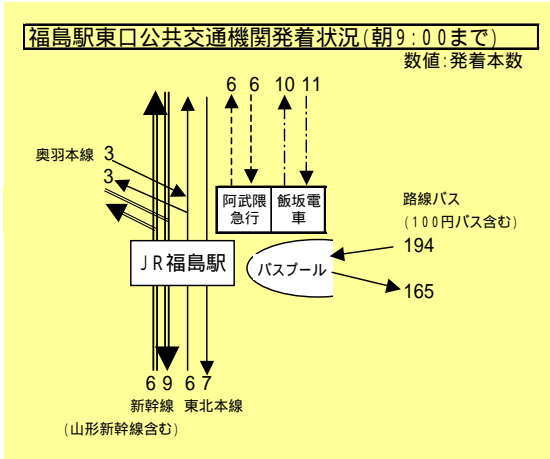 福島駅東口公共交通機関発着状況(朝9:00まで)
数値:発着本数
6 6 10 11
奥羽本線 3
3
阿武隈
急行
飯坂電
車
路線バス
(100円バス含む)
194
165
JR福島駅
バスプール
6 9 6 7
新幹線 東北本線
(山形新幹線含む)